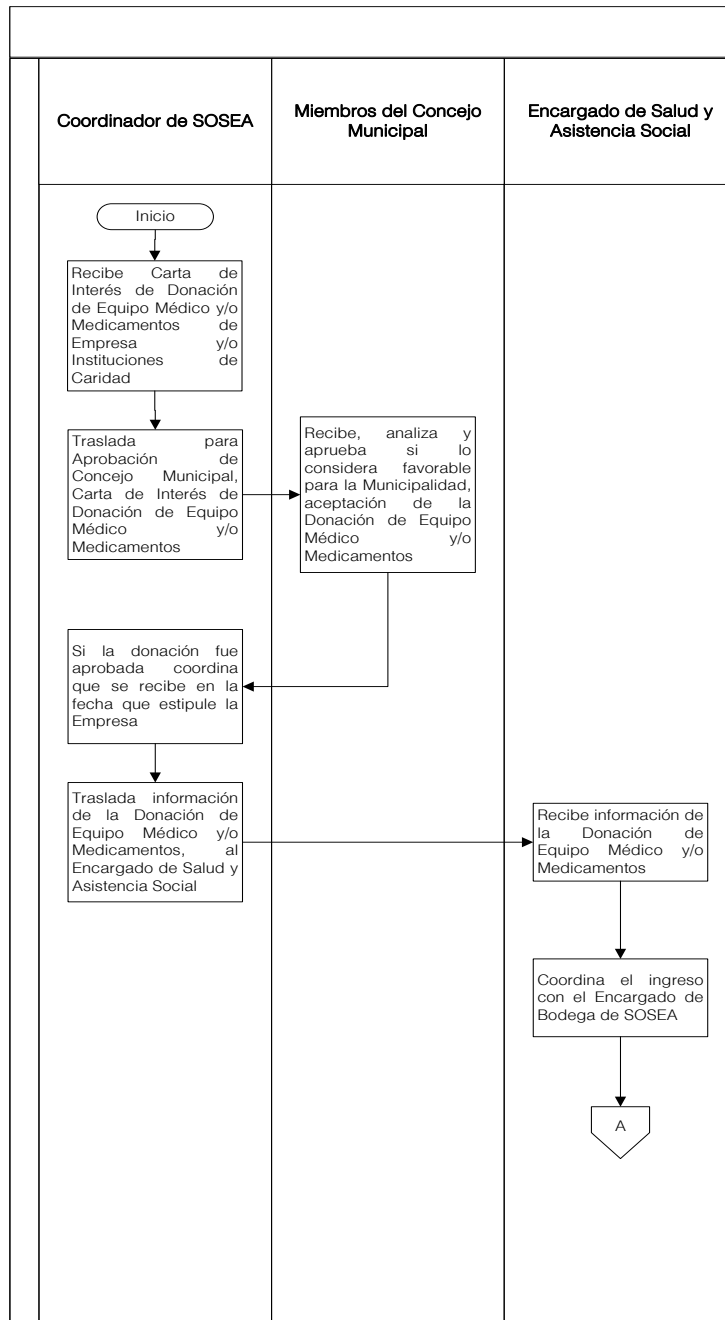 Coordinador de SOSEA
Miembros del Concejo
Municipal
Encargado de Salud y
Asistencia Social
Inicio
Recibe Carta de
Interés de Donación
de Equipo Médico y/o
Medicamentos de
Empresa y/o
Instituciones de
Caridad
Traslada para
Aprobación de
Concejo Municipal,
Carta de Interés de
Donación de Equipo
Médico y/o
Medicamentos
Recibe, analiza y
aprueba si lo
considera favorable
para la Municipalidad,
aceptación de la
Donación de Equipo
Médico y/o
Medicamentos
Si la donación fue
aprobada coordina
que se recibe en la
fecha que estipule la
Empresa
Traslada información
de la Donación de
Equipo Médico y/o
Medicamentos, al
Encargado de Salud y
Asistencia Social
Recibe información de
la Donación de
Equipo Médico y/o
Medicamentos
Coordina el ingreso
con el Encargado de
Bodega de SOSEA
A